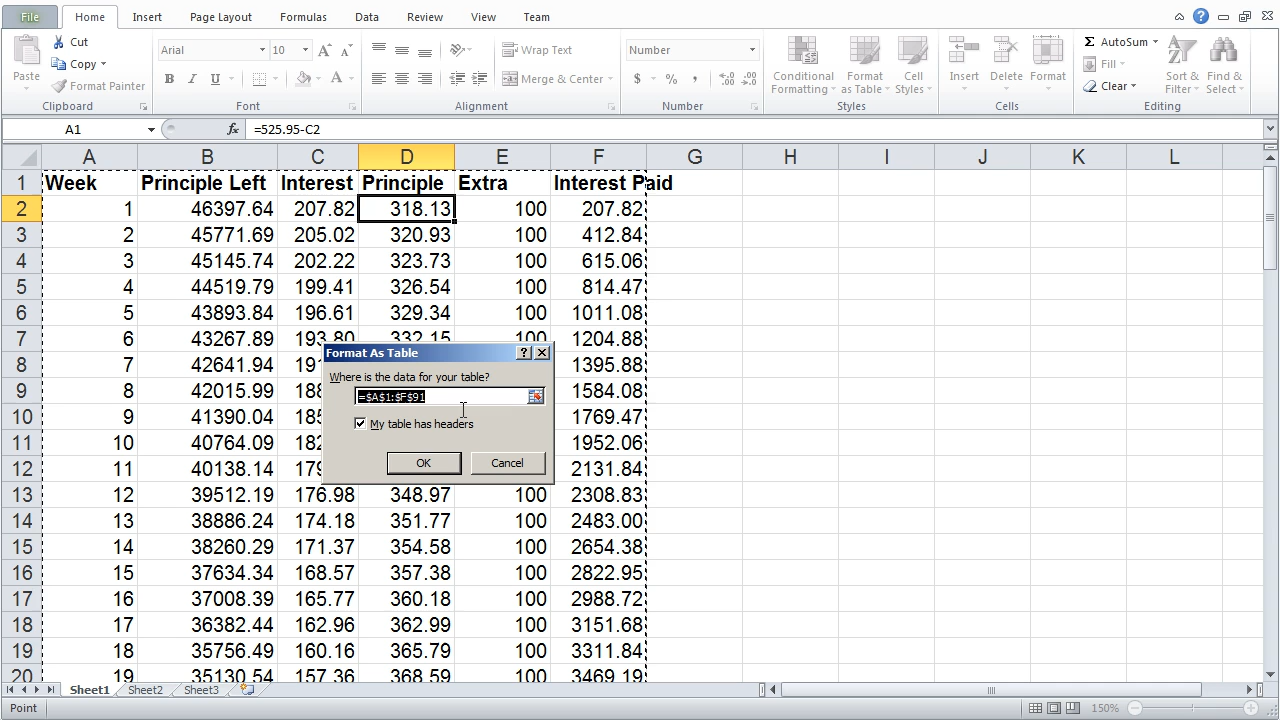 File Home Insert Page Layout Formulas Data Review View Team
Cut Arial 10 Wrap Text Number Σ AutoSum
Paste Copy Conditional Format Cell Insert Delete Format Fill Sort & Find &
Format Painter B I U A Merge & Center $ % , Formatting as Table Styles Clear Filter Select
Clipboard Font Alignment Number Styles Cells Editing
A1 fx =525.95-C2
A B C D E F G H I J K L
1 Week Principle Left Interest Principle Extra Interest Paid
2 1 46397.64 207.82 318.13 100 207.82
3 2 45771.69 205.02 320.93 100 412.84
4 3 45145.74 202.22 323.73 100 615.06
5 4 44519.79 199.41 326.54 100 814.47
6 5 43893.84 196.61 329.34 100 1011.08
7 6 43267.89 193.80 332.15 100 1204.88
8 7 42641.94 1395.88
9 8 42015.99 1584.08
10 9 41390.04 1769.47
11 10 40764.09 1952.06
12 11 40138.14 2131.84
13 12 39512.19 176.98 348.97 100 2308.83
14 13 38886.24 174.18 351.77 100 2483.00
15 14 38260.29 171.37 354.58 100 2654.38
16 15 37634.34 168.57 357.38 100 2822.95
17 16 37008.39 165.77 360.18 100 2988.72
18 17 36382.44 162.96 362.99 100 3151.68
19 18 35756.49 160.16 365.79 100 3311.84
20 19 35130.54 157.36 368.59 100 3469.19
Format As Table
Where is the data for your table?
=$A$1:$F$91
My table has headers
OK Cancel
Sheet1 Sheet2 Sheet3
Point 150%